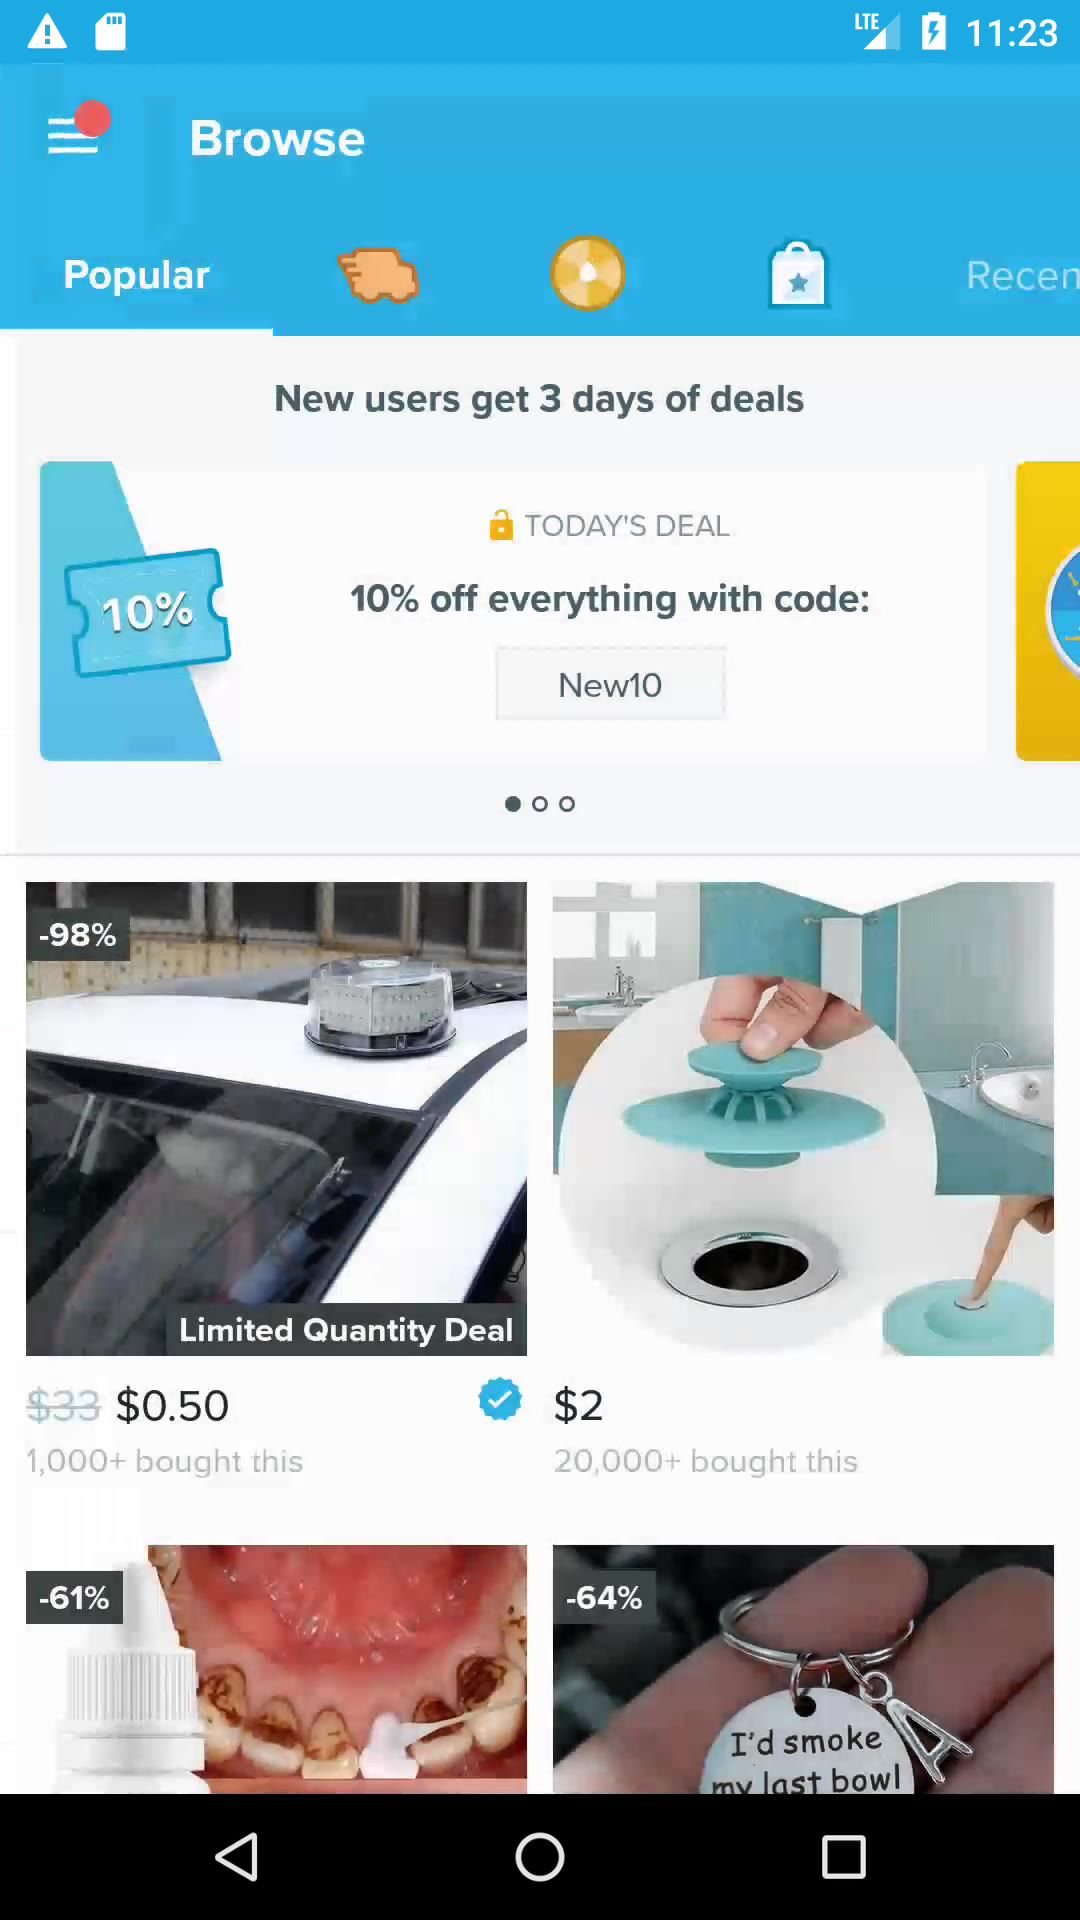 LTE 11:23
Browse
Popular
Recen
New users get 3 days of deals
TODAY'S DEAL
10%
10% off everything with code:
New10
-98%
Limited Quantity Deal
$33 $0.50
1,000+ bought this
$2
20,000+ bought this
-61%
-64%
I'd smoke
my last bowl
A